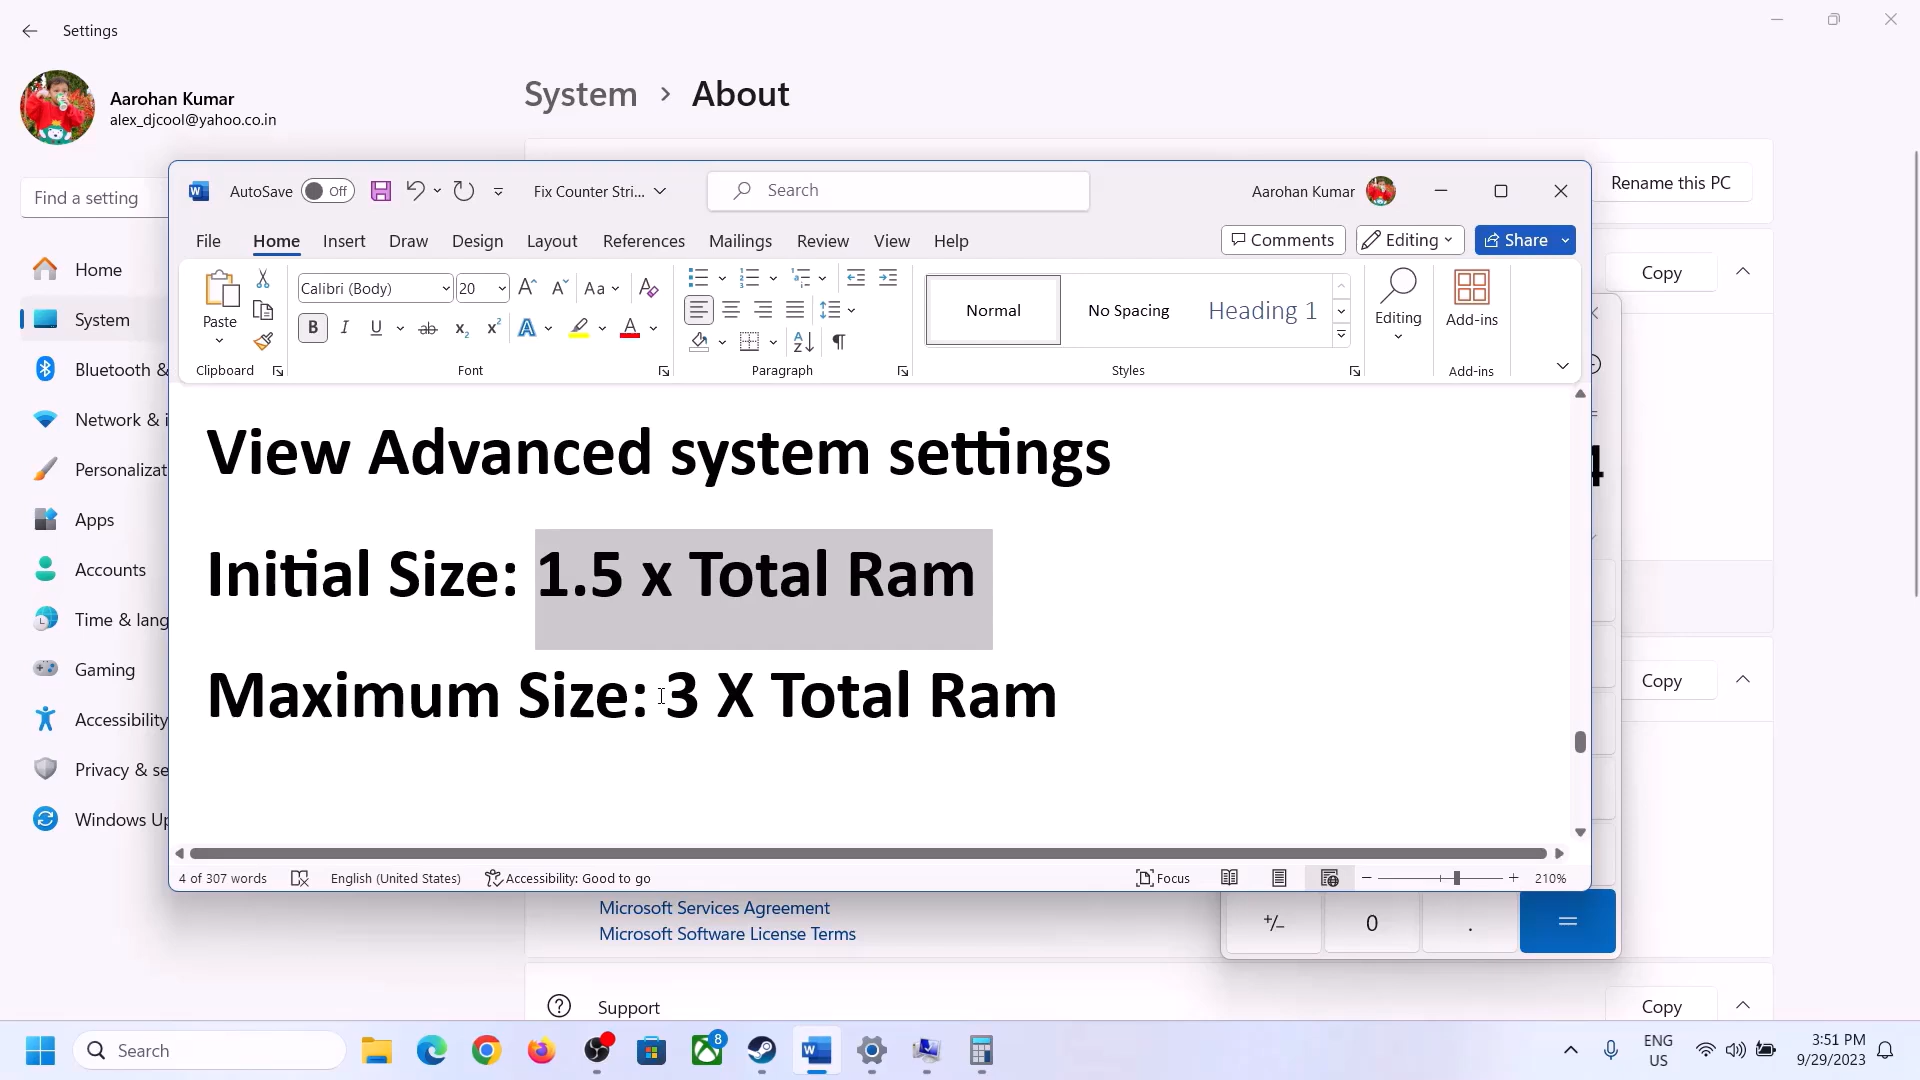 Settings
Aarohan Kumar
alex_djcool@yahoo.co.in
System > About
Find a setting
Rename this PC
AutoSave Off
Fix Counter Stri...
Search
Aarohan Kumar
File Home Insert Draw Design Layout References Mailings Review View Help
Comments Editing Share
Home
System
Bluetooth &
Network & i
Personalizat
Apps
Accounts
Time & lang
Gaming
Accessibility
Privacy & se
Windows Up
Copy
Paste
Calibri (Body) 20
Aa
Normal No Spacing Heading 1
Editing
Add-ins
Clipboard Font Paragraph Styles Add-ins
View Advanced system settings
Initial Size: 1.5 x Total Ram
Maximum Size: 3 X Total Ram
Copy
4 of 307 words English (United States) Accessibility: Good to go Focus 210%
Microsoft Services Agreement
Microsoft Software License Terms
+/- 0 . =
Support
Copy
Search
8
ENG
US
3:51 PM
9/29/2023